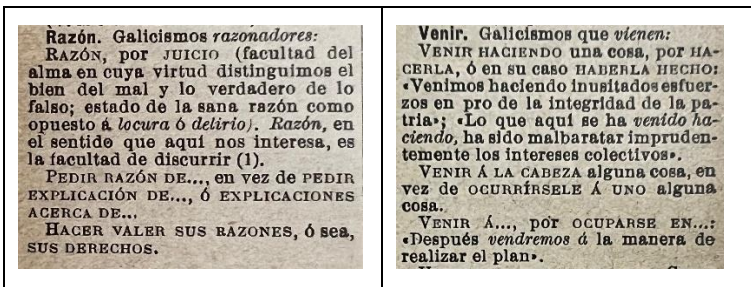 Razón. Galicismos razonadores:
RAZÓN, por JUICIO (facultad del
alma en cuya virtud distinguimos el
bien del mal y lo verdadero de lo
falso; estado de la sana razón como
opuesto á locura ó delirio). Razón, en
el sentido que aquí nos interesa, es
la facultad de discurrir (1).
PEDIR RAZÓN DE..., en vez de PEDIR
EXPLICACIÓN DE..., Ó EXPLICACIONES
ACERCA DE...
HACER VALER SUS RAZONES, ó sea,
SUS DERECHOS.
Venir. Galicismos que vienen:
VENIR HACIENDO una cosa, por HA-
CERLA, ó en su caso HABERLA HECHO:
«Venimos haciendo inusitados esfuer-
zos en pro de la integridad de la pa-
tria»; «Lo que aquí se ha venido ha-
ciendo, ha sido malbaratar impruden-
temente los intereses colectivos».
VENIR Á LA CABEZA alguna cosa, en
vez de OCURRÍRSELE Á UNO alguna
cosa.
VENIR Á..., por OCUPARSE EN...:
«Después vendremos á la manera de
realizar el plan».